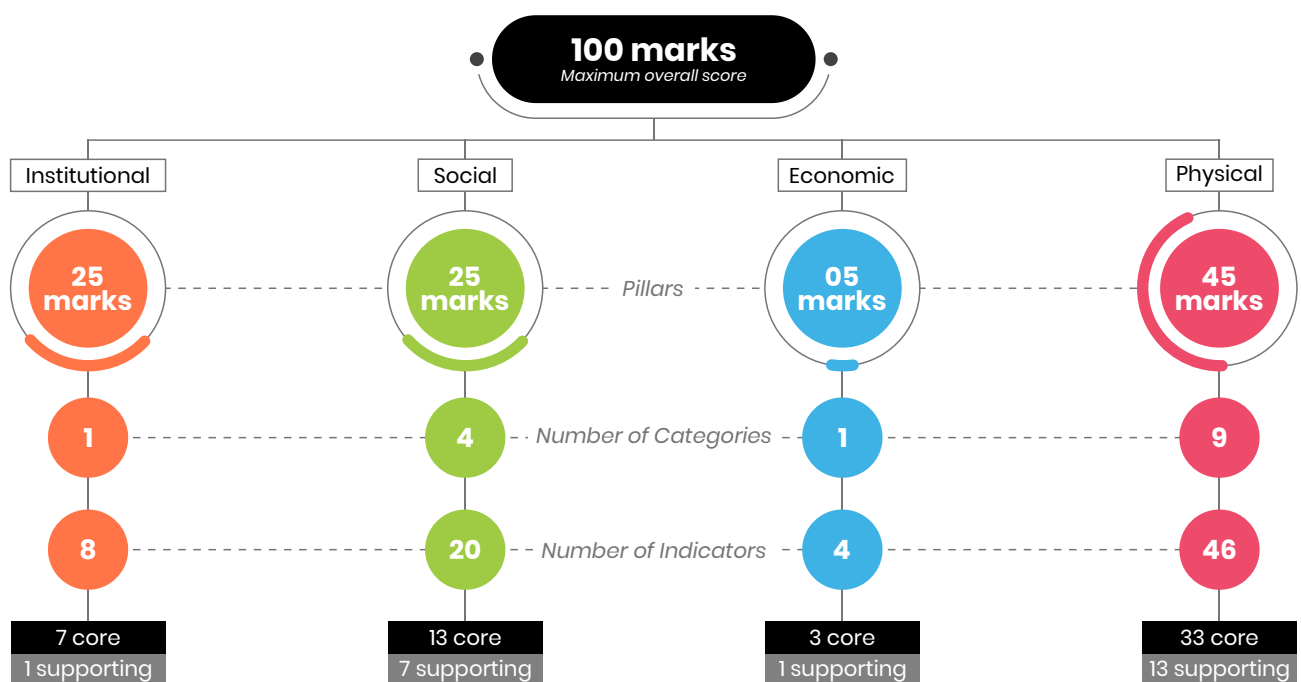 100 marks
Maximum overall score
Institutional
Social
Economic
Physical
25
marks
25
marks
Pillars
05
marks
45
marks
1
4
Number of Categories
1
9
8
20
Number of Indicators
4
46
7 core
13 core
3 core
33 core
1 supporting
7 supporting
1 supporting
13 supporting